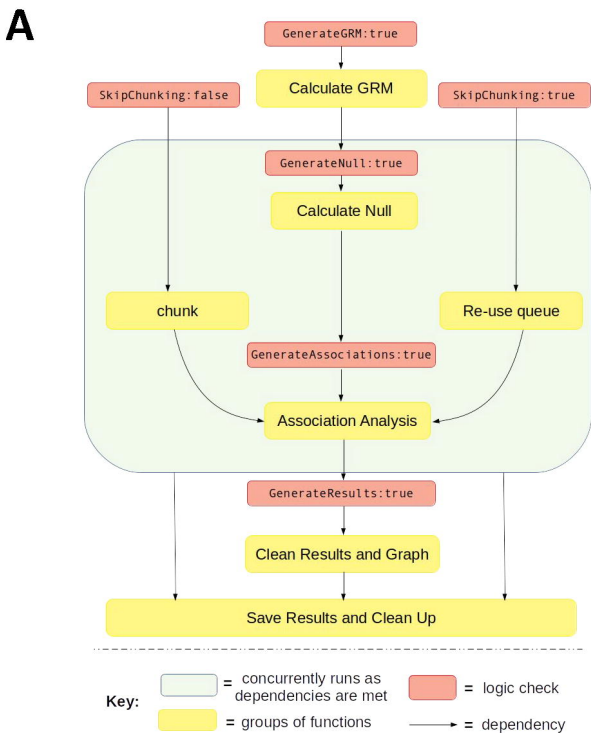 A
GenerateGRM:true
Calculate GRM
SkipChunking:false
SkipChunking:true
GenerateNull:true
Calculate Null
chunk
Re-use queue
GenerateAssociations:true
Association Analysis
GenerateResults:true
Clean Results and Graph
Save Results and Clean Up
Key:
= concurrently runs as
dependencies are met
= logic check
= groups of functions
= dependency